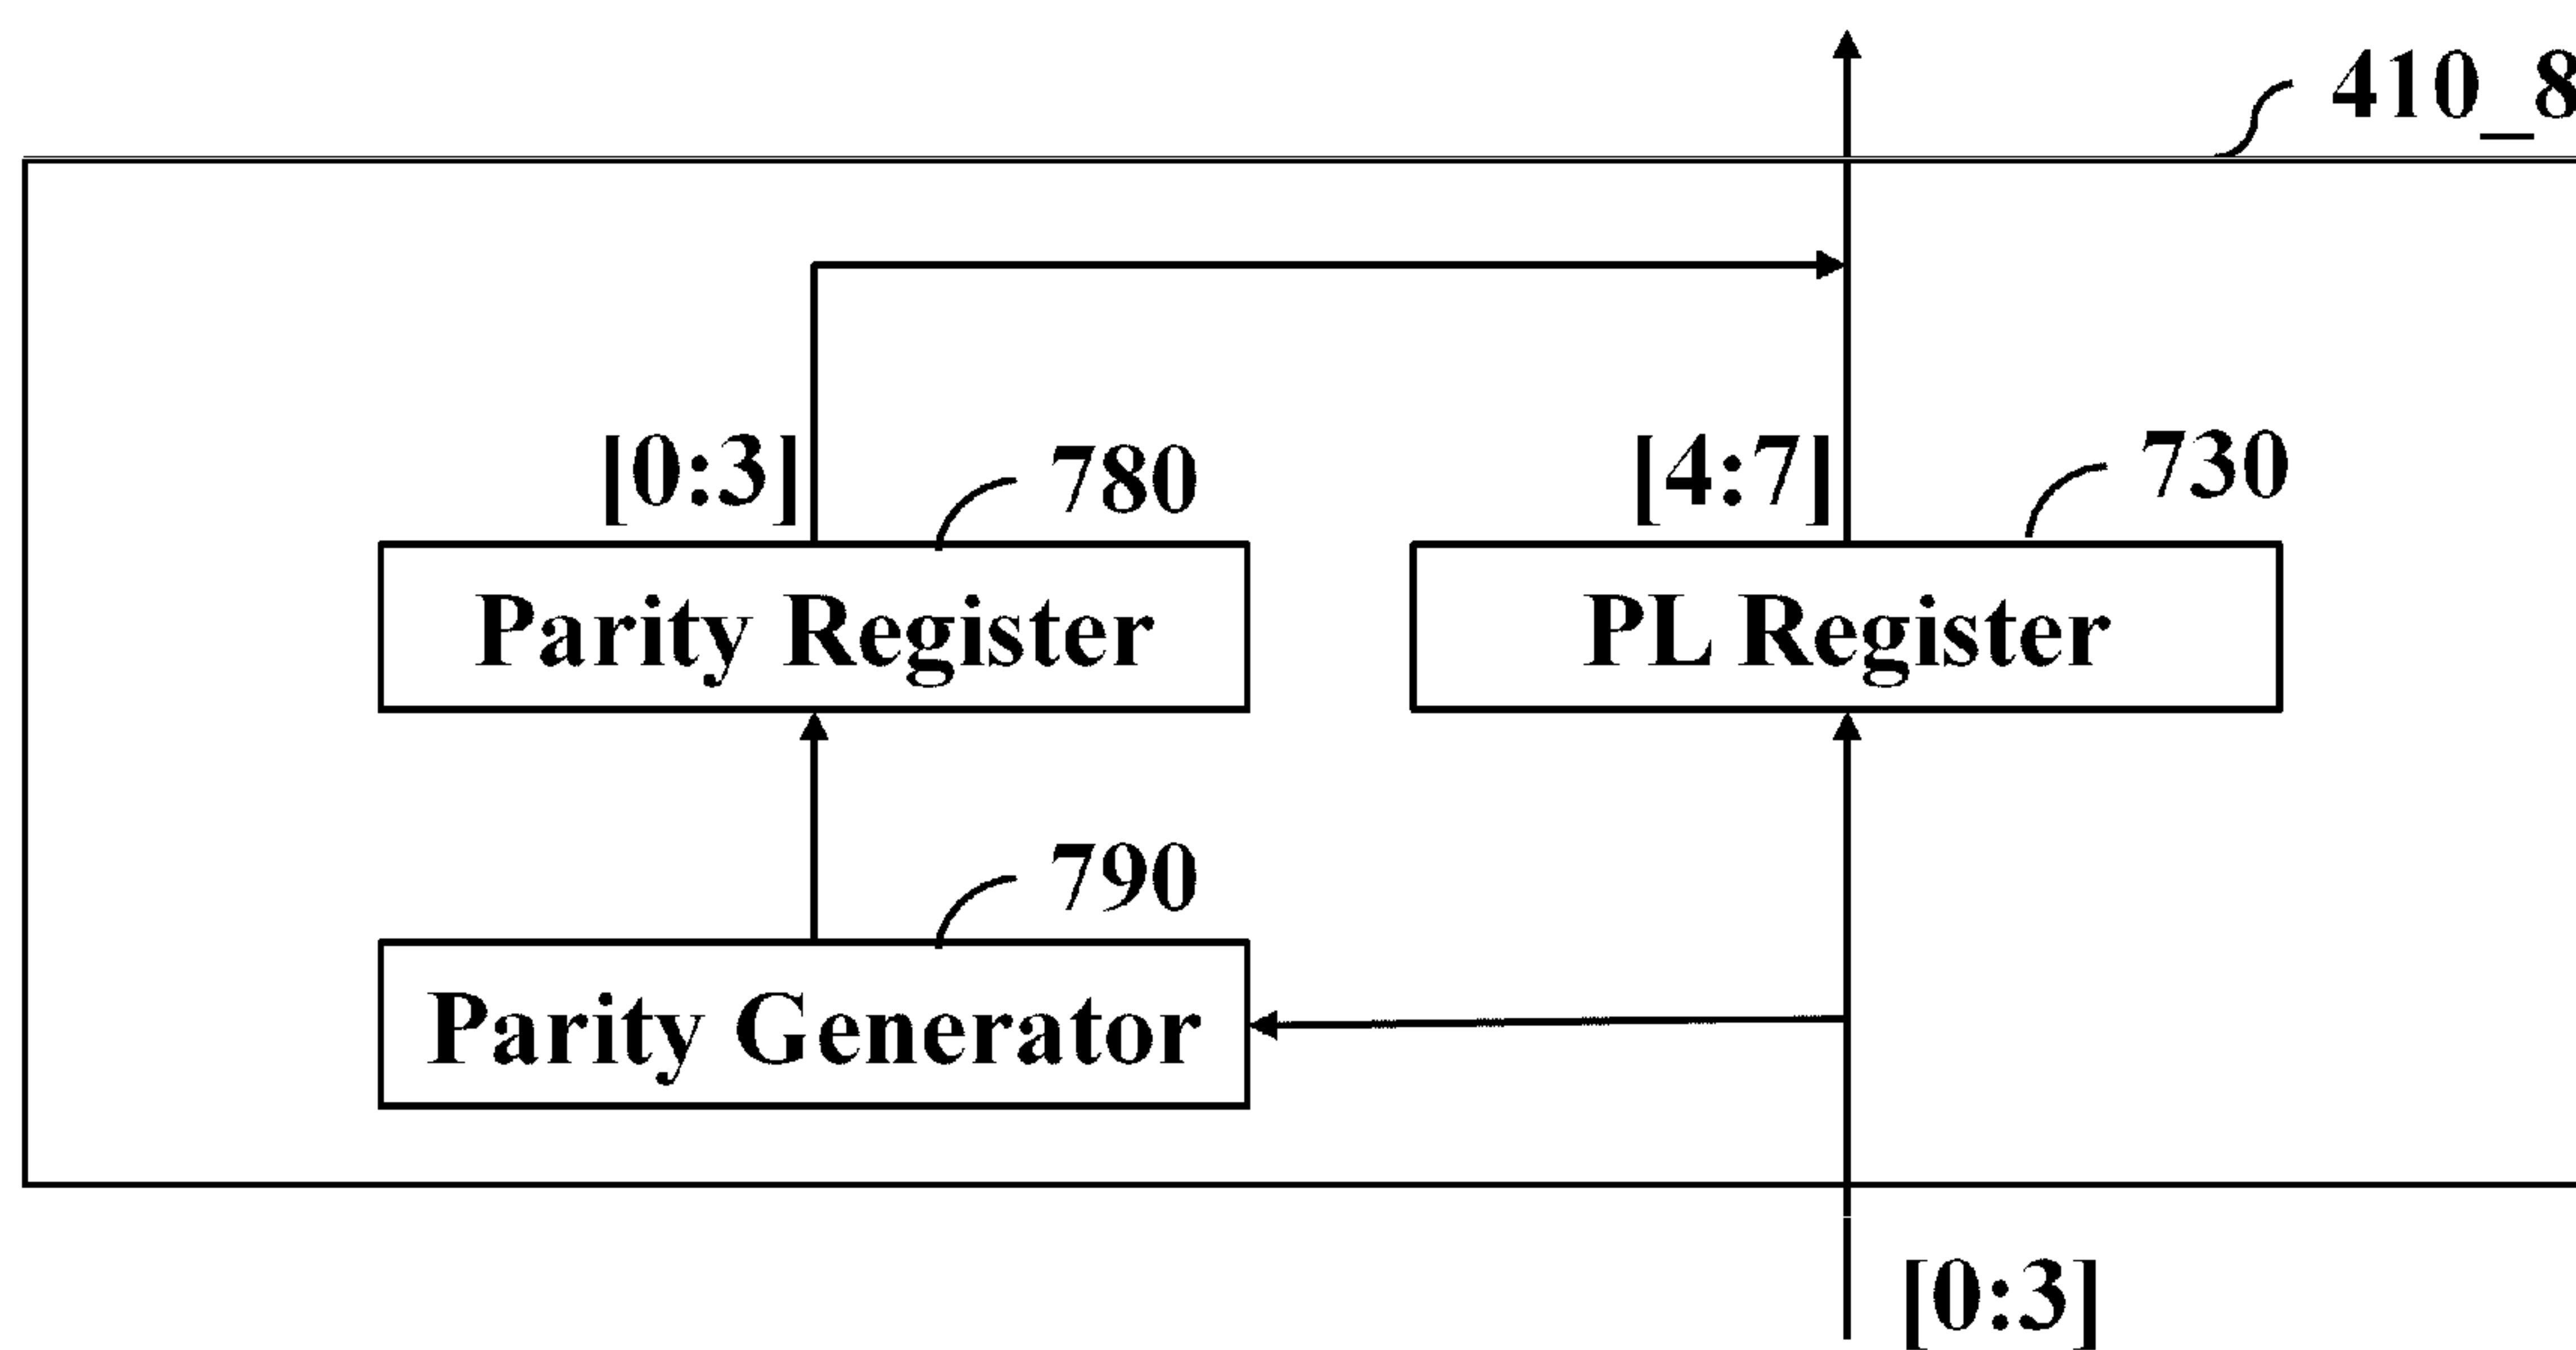 410_8
[0:3]
780
[4:7]
730
Parity Register
PL Register
790
Parity Generator
[0:3]